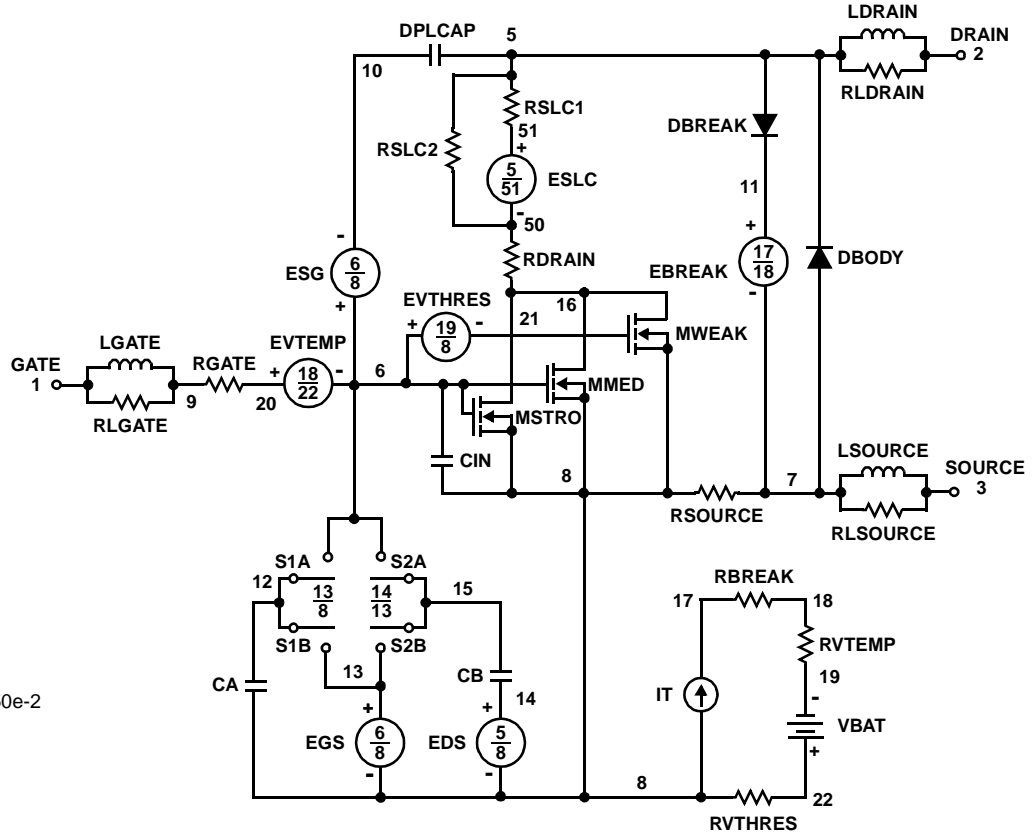 LDRAIN
DPLCAP 5 DRAIN
10 2
RLDRAIN
RSLC1
DBREAK
51
+
RSLC2
5
51
ESLC
11
-
50
-
+
17
18
-
RDRAIN
EBREAK
DBODY
6
8
ESG
+
EVTHRES
16
21
+ 19
8 -
MWEAK
LGATE
EVTEMP
GATE
1
RGATE
+ 18
22 -
6
MMED
9
20
RLGATE
MSTRO
CIN
LSOURCE
8
7
SOURCE
3
RSOURCE
RLSOURCE
S1A
S2A
12
13
8
14
13
15
S1B
S2B
RBREAK
17
18
13
RVTEMP
CA
CB
19
0e-2
+
+
14
IT
-
VBAT
EGS
6
8
EDS
5
8
+
-
-
8
22
RVTHRES